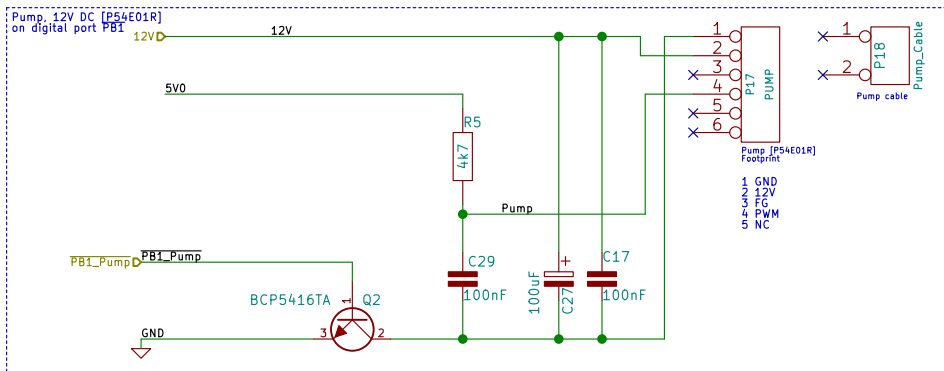 Pump, 12V DC [P54E01R]
on digital port PB1
12V
12V
5V0
R5
4k7
Pump
PB1_Pump
PB1_Pump
BCP5416TA
Q2
1
3
2
GND
C29
100nF
100uF
+
C27
C17
100nF
1
2
3
4
5
6
P17
PUMP
Pump [P54E01R]
Footprint
1 GND
2 12V
3 FG
4 PWM
5 NC
1
2
P18
Pump_Cable
Pump cable